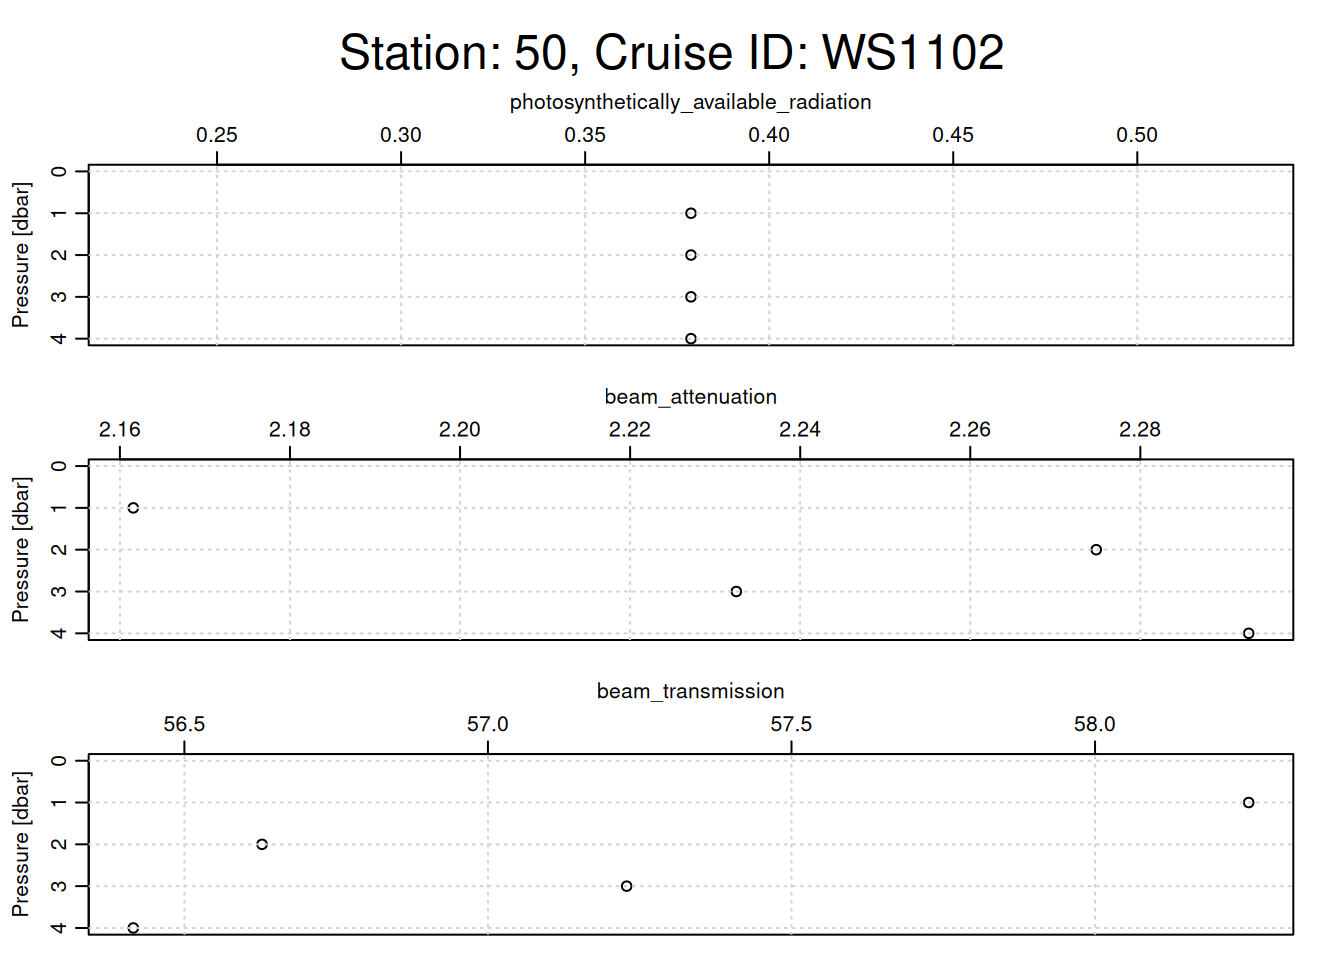 Station: 50, Cruise ID: WS1102
photosynthetically_available_radiation
0.25 0.30 0.35 0.40 0.45 0.50
Pressure [dbar]
0
1
2
3
4
beam_attenuation
2.16 2.18 2.20 2.22 2.24 2.26 2.28
Pressure [dbar]
0
1
2
3
4
beam_transmission
56.5 57.0 57.5 58.0
Pressure [dbar]
0
1
2
3
4